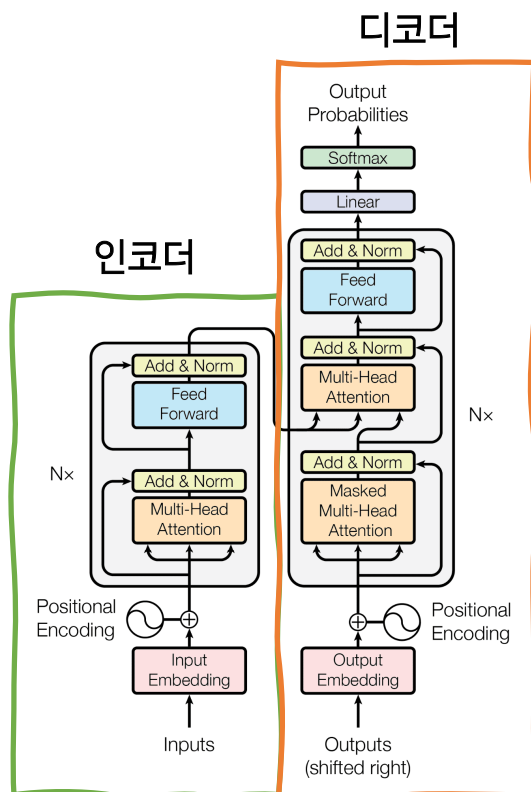 디코더
Output
Probabilities
Softmax
Linear
Add & Norm
Feed
Forward
Add & Norm
Multi-Head
Attention
Nx
Add & Norm
Masked
Multi-Head
Attention
Positional
Encoding
Output
Embedding
Outputs
(shifted right)
인코더
Add & Norm
Feed
Forward
Nx
Add & Norm
Multi-Head
Attention
Positional
Encoding
Input
Embedding
Inputs